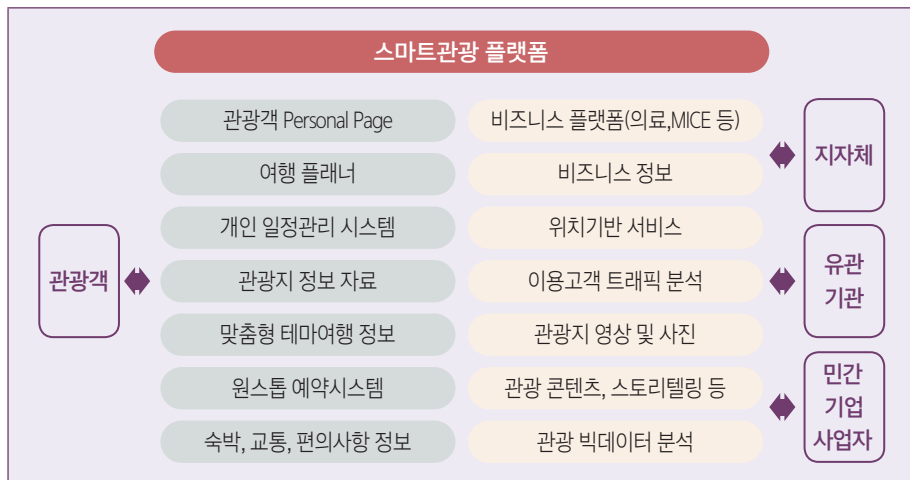 스마트관광 플랫폼
관광객 Personal Page
비즈니스 플랫폼(의료,MICE 등)
여행 플래너
비즈니스 정보
지자체
개인 일정관리 시스템
위치기반 서비스
관광객
관광지 정보 자료
이용고객 트래픽 분석
유관
기관
맞춤형 테마여행 정보
관광지 영상 및 사진
원스톱 예약시스템
관광 콘텐츠, 스토리텔링 등
민간
기업
사업자
숙박, 교통, 편의사항 정보
관광 빅데이터 분석